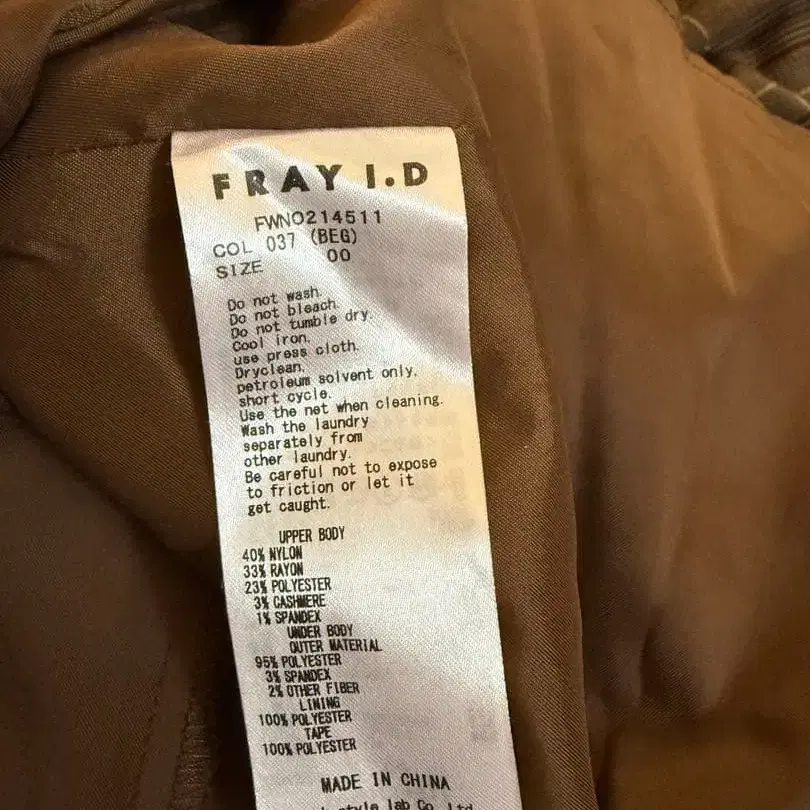 FRAY I.D
FWNO214511
COL 037 (BEG)
SIZE 00
Do not wash.
Do not bleach.
Do not tumble dry.
Cool iron.
use press cloth.
Dryclean.
petroleum solvent only.
short cycle.
Use the net when cleaning.
Wash the laundry
separately from
other laundry.
Be careful not to expose
to friction or let it
get caught.
UPPER BODY
40% NYLON
33% RAYON
23% POLYESTER
3% CASHMERE
1% SPANDEX
UNDER BODY
OUTER MATERIAL
95% POLYESTER
3% SPANDEX
2% OTHER FIBER
LINING
100% POLYESTER
TAPE
100% POLYESTER
MADE IN CHINA
style lab Co. Ltd